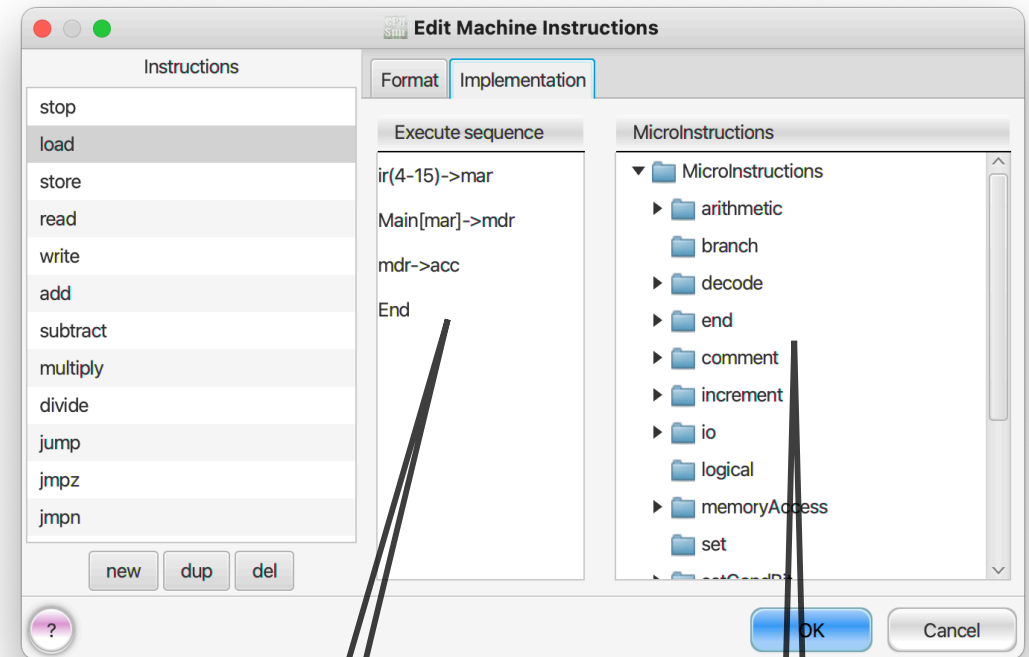 Edit Machine Instructions
Instructions
stop
load
store
read
write
add
subtract
multiply
divide
jump
jmpz
jmpn
new dup del
Format Implementation
Execute sequence
ir(4-15)->mar
Main[mar]->mdr
mdr->acc
End
MicroInstructions
MicroInstructions
arithmetic
branch
decode
end
comment
increment
io
logical
memoryAccess
set
?
OK
Cancel